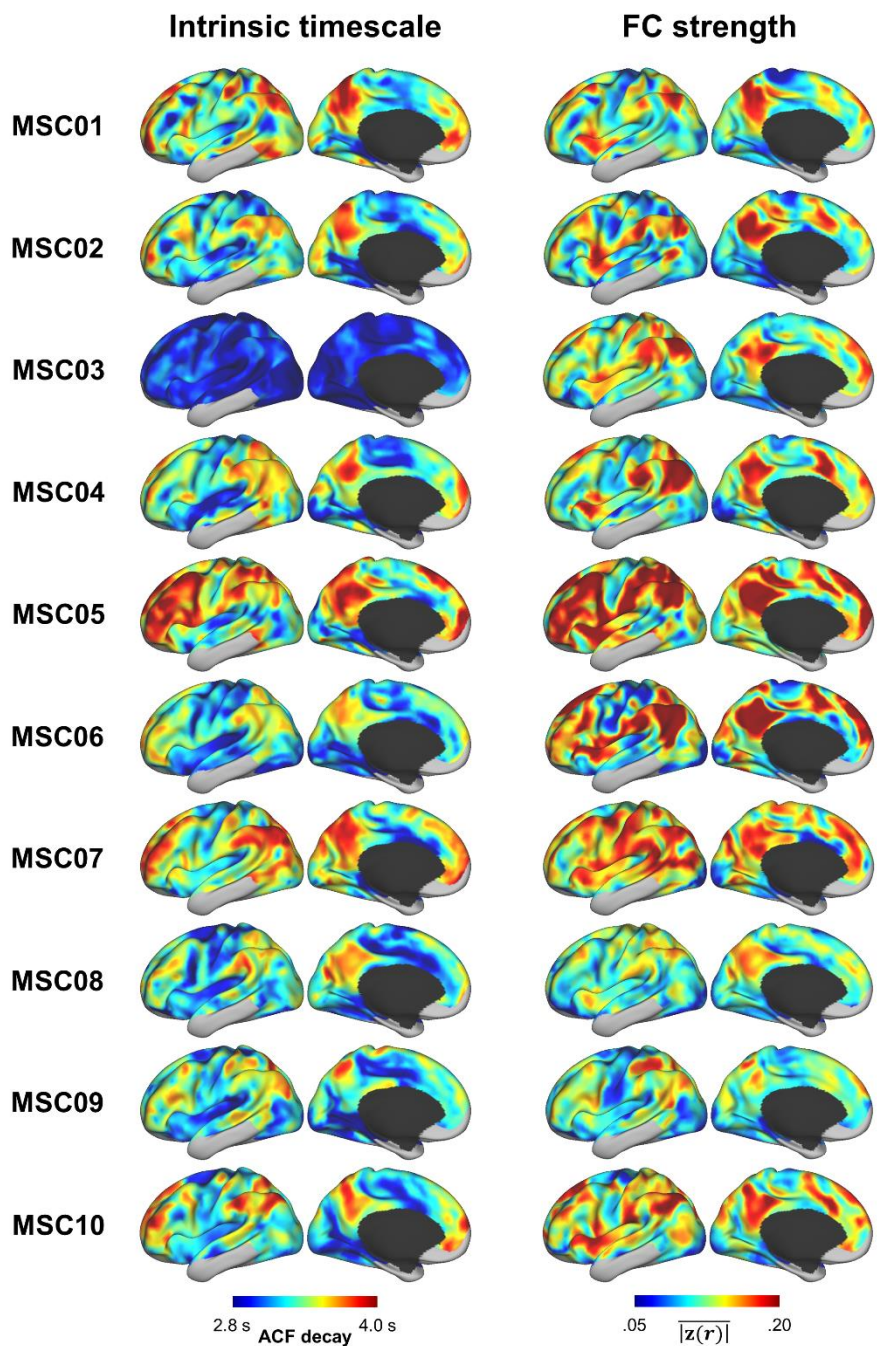 Intrinsic timescale FC strength
MSC01
MSC02
MSC03
MSC04
MSC05
MSC06
MSC07
MSC08
MSC09
MSC10
2.8 s ACF decay 4.0 s .05 |z(r)| .20